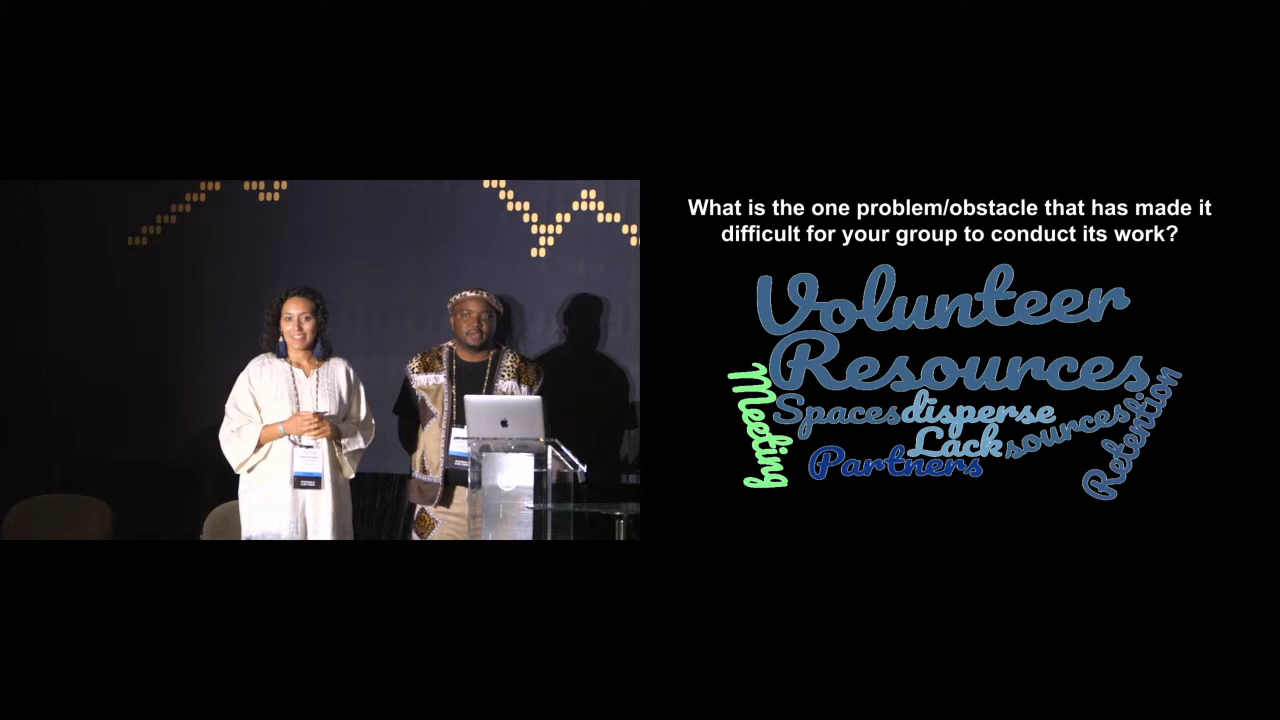 What is the one problem/obstacle that has made it
difficult for your group to conduct its work?
Volunteer
Resources
Meeting
Spaces
disperse
Lack
sources
Retention
Partners